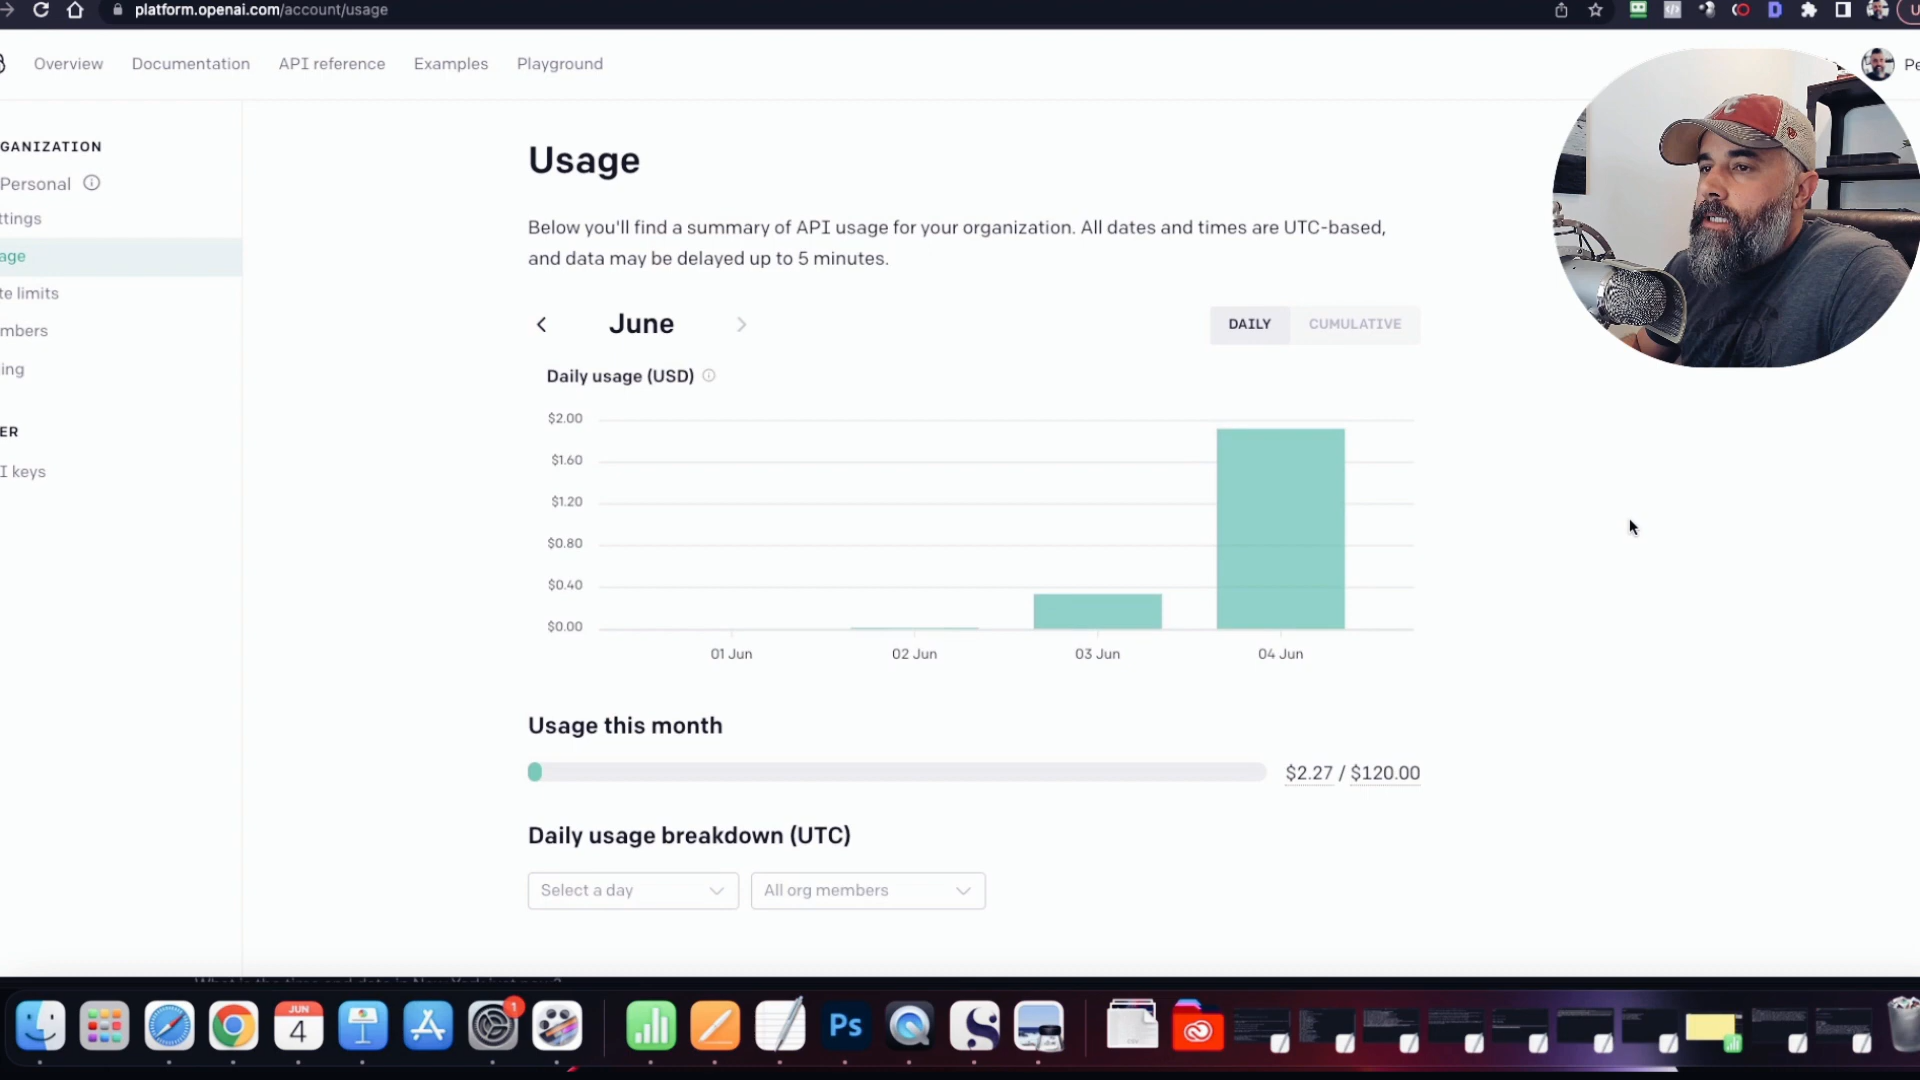 platform.openai.com/account/usage
Overview Documentation API reference Examples Playground
Pe
GANIZATION
Personal
ttings
age
te limits
mbers
ing
ER
I keys
Usage
Below you'll find a summary of API usage for your organization. All dates and times are UTC-based,
and data may be delayed up to 5 minutes.
June
DAILY CUMULATIVE
Daily usage (USD)
$2.00
$1.60
$1.20
$0.80
$0.40
$0.00
01 Jun 02 Jun 03 Jun 04 Jun
Usage this month
$2.27 / $120.00
Daily usage breakdown (UTC)
Select a day All org members
JUN
4
1
Ps